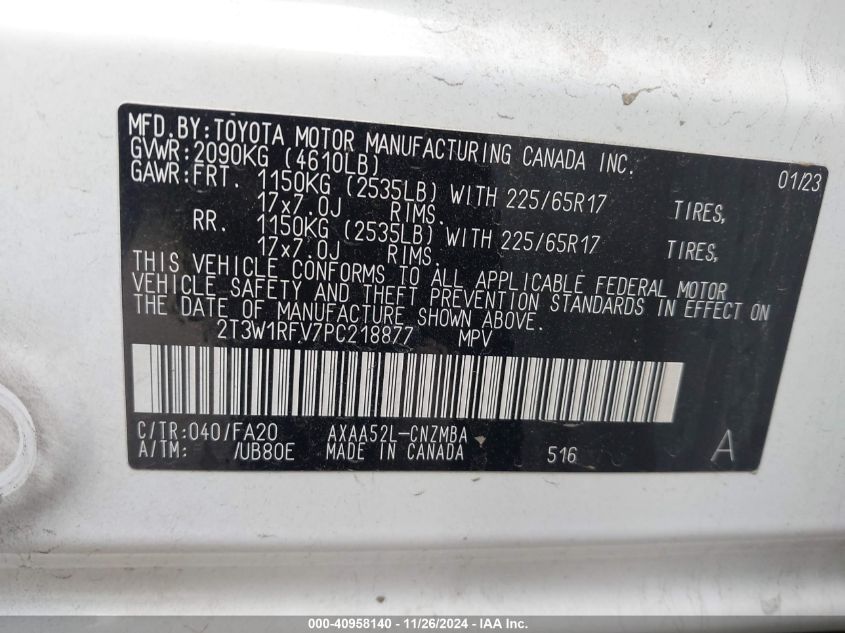 MFD.BY:TOYOTA MOTOR MANUFACTURING CANADA INC.
GVWR:2090KG (4610LB) 01/23
GAWR:FRT. 1150KG (2535LB) WITH 225/65R17 TIRES,
17x7.0J RIMS.
RR. 1150KG (2535LB) WITH 225/65R17 TIRES,
17x7.0J RIMS.
THIS VEHICLE CONFORMS TO ALL APPLICABLE FEDERAL MOTOR
VEHICLE SAFETY AND THEFT PREVENTION STANDARDS IN EFFECT ON
THE DATE OF MANUFACTURE SHOWN ABOVE.
2T3W1RFV7PC218877 MPV
C/TR:040/FA20 AXAA52L-CNZMBA
A/TM: /UB80E MADE IN CANADA 516 A
000-40958140 - 11/26/2024 - IAA Inc.